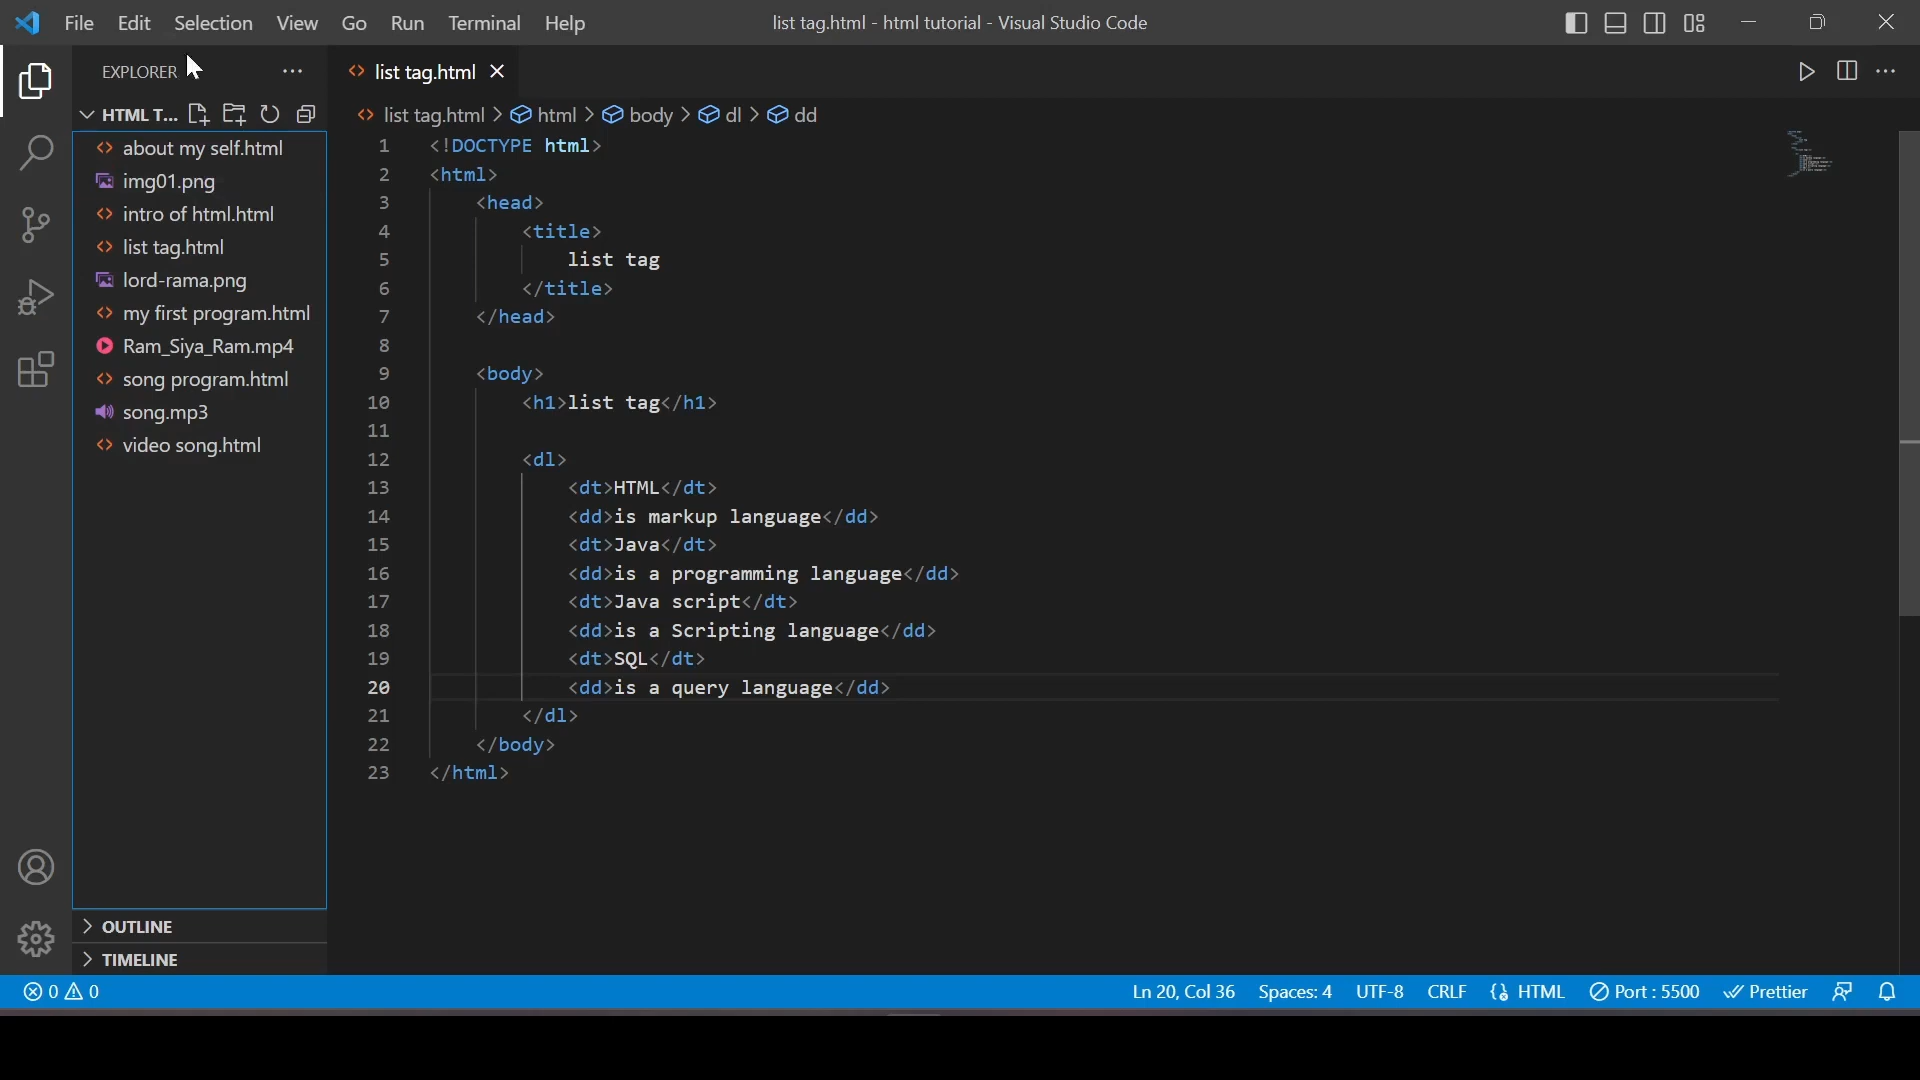 File Edit Selection View Go Run Terminal Help
list tag.html - html tutorial - Visual Studio Code
EXPLORER
HTML T...
about my self.html
img01.png
intro of html.html
list tag.html
lord-rama.png
my first program.html
Ram_Siya_Ram.mp4
song program.html
song.mp3
video song.html
OUTLINE
TIMELINE
list tag.html
list tag.html > html > body > dl > dd
1 <!DOCTYPE html>
2 <html>
3 <head>
4 <title>
5 list tag
6 </title>
7 </head>
8
9 <body>
10 <h1>list tag</h1>
11
12 <dl>
13 <dt>HTML</dt>
14 <dd>is markup language</dd>
15 <dt>Java</dt>
16 <dd>is a programming language</dd>
17 <dt>Java script</dt>
18 <dd>is a Scripting language</dd>
19 <dt>SQL</dt>
20 <dd>is a query language</dd>
21 </dl>
22 </body>
23 </html>
0 0 Ln 20, Col 36 Spaces: 4 UTF-8 CRLF HTML Port : 5500 Prettier